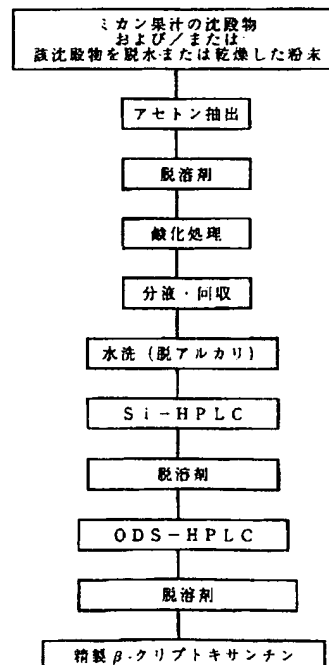 ミカン果汁の沈殿物
および／または
該沈殿物を脱水または乾燥した粉末
アセトン抽出
脱溶剤
鹸化処理
分液・回収
水洗（脱アルカリ）
Si－HPLC
脱溶剤
ODS－HPLC
脱溶剤
精製β-クリプトキサンチン